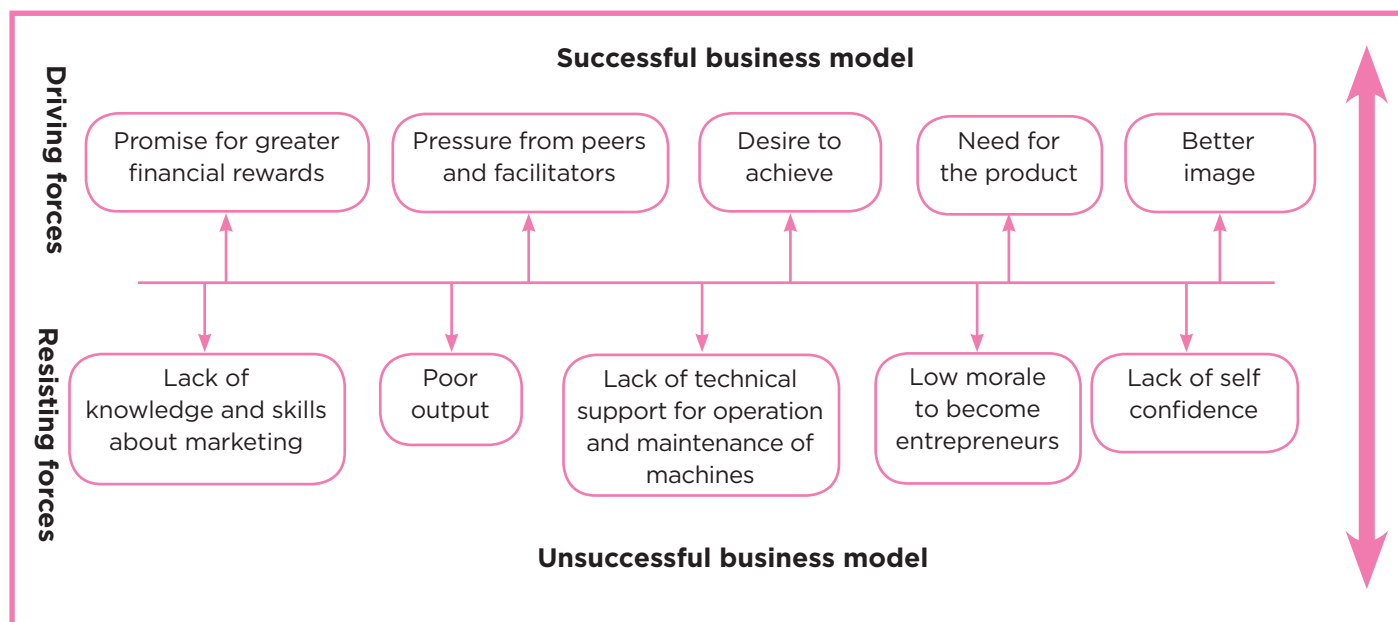 Successful business model
Driving forces
Promise for greater
financial rewards
Pressure from peers
and facilitators
Desire to
achieve
Need for
the product
Better
image
Resisting forces
Lack of
knowledge and skills
about marketing
Poor
output
Lack of technical
support for operation
and maintenance of
machines
Low morale
to become
entrepreneurs
Lack of self
confidence
Unsuccessful business model